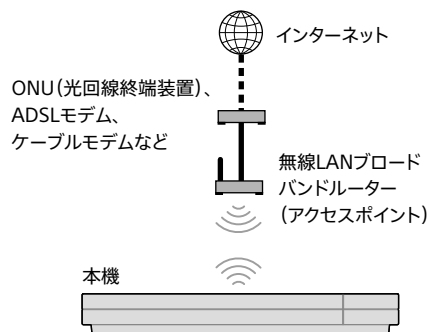 インターネット
ONU（光回線終端装置）、
ADSLモデム、
ケーブルモデムなど
無線LANブロード
バンドルーター
（アクセスポイント）
本機